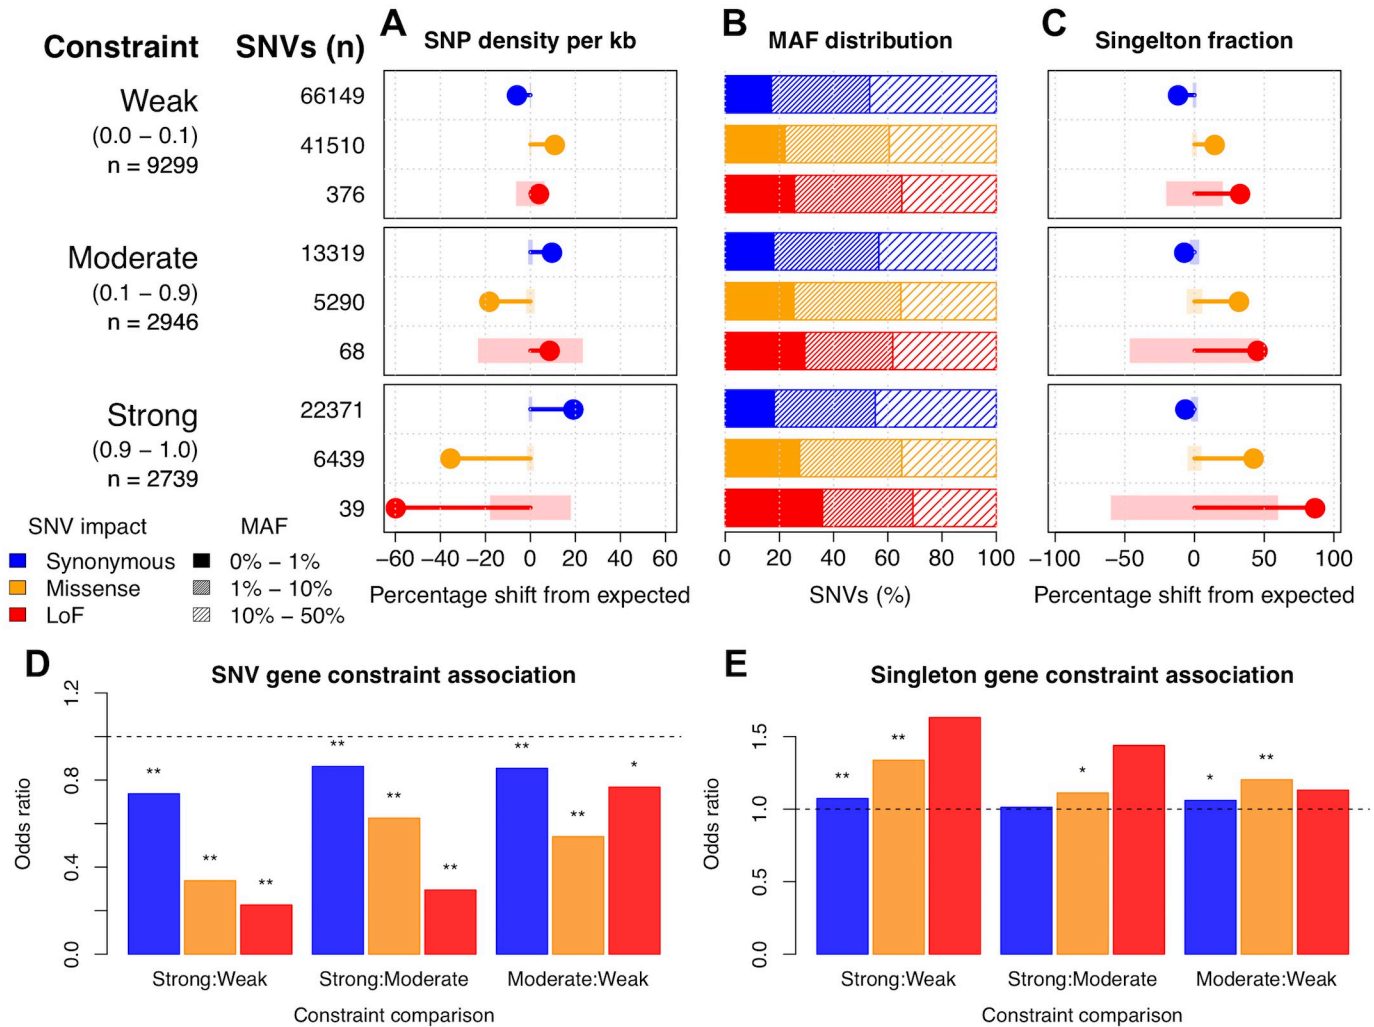 A
B
C
Constraint
SNVs (n)
SNP density per kb
MAF distribution
Singelton fraction
Weak
(0.0 − 0.1)
n = 9299
66149
41510
376
Moderate
(0.1 − 0.9)
n = 2946
13319
5290
68
Strong
(0.9 − 1.0)
n = 2739
22371
6439
39
SNV impact
MAF
Synonymous
0% − 1%
Missense
1% − 10%
LoF
10% − 50%
−60 −40 −20 0 20 40 60
Percentage shift from expected
0 20 40 60 80 100
SNVs (%)
−100 −50 0 50 100
Percentage shift from expected
D
SNV gene constraint association
Odds ratio
0.0 0.4 0.8 1.2
** ** **
** ** **
** ** *
Strong:Weak Strong:Moderate Moderate:Weak
Constraint comparison
E
Singleton gene constraint association
Odds ratio
0.0 0.5 1.0 1.5
** **
*
* **
Strong:Weak Strong:Moderate Moderate:Weak
Constraint comparison